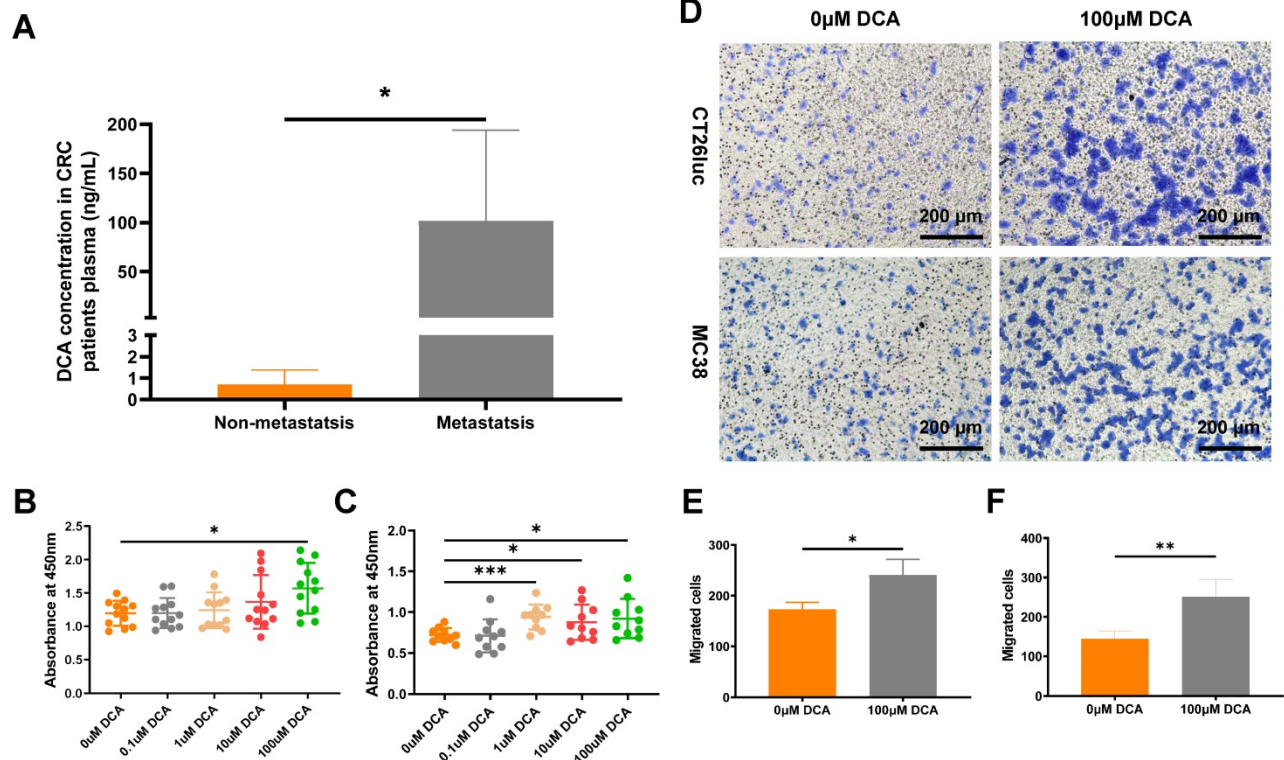 A
*
DCA concentration in CRC
patients plasma (ng/mL)
200
150
100
50
3
2
1
0
Non-metastatsis
Metastatsis
D
0μM DCA
100μM DCA
CT26luc
200 μm
200 μm
MC38
200 μm
200 μm
B
*
Absorbance at 450nm
2.5
2.0
1.5
1.0
0.5
0.0
0uM DCA
0.1uM DCA
1uM DCA
10uM DCA
100uM DCA
C
*
*
***
Absorbance at 450nm
2.0
1.5
1.0
0.5
0.0
0uM DCA
0.1uM DCA
1uM DCA
10uM DCA
100uM DCA
E
*
Migrated cells
300
200
100
0
0μM DCA
100μM DCA
F
**
Migrated cells
400
300
200
100
0
0μM DCA
100μM DCA